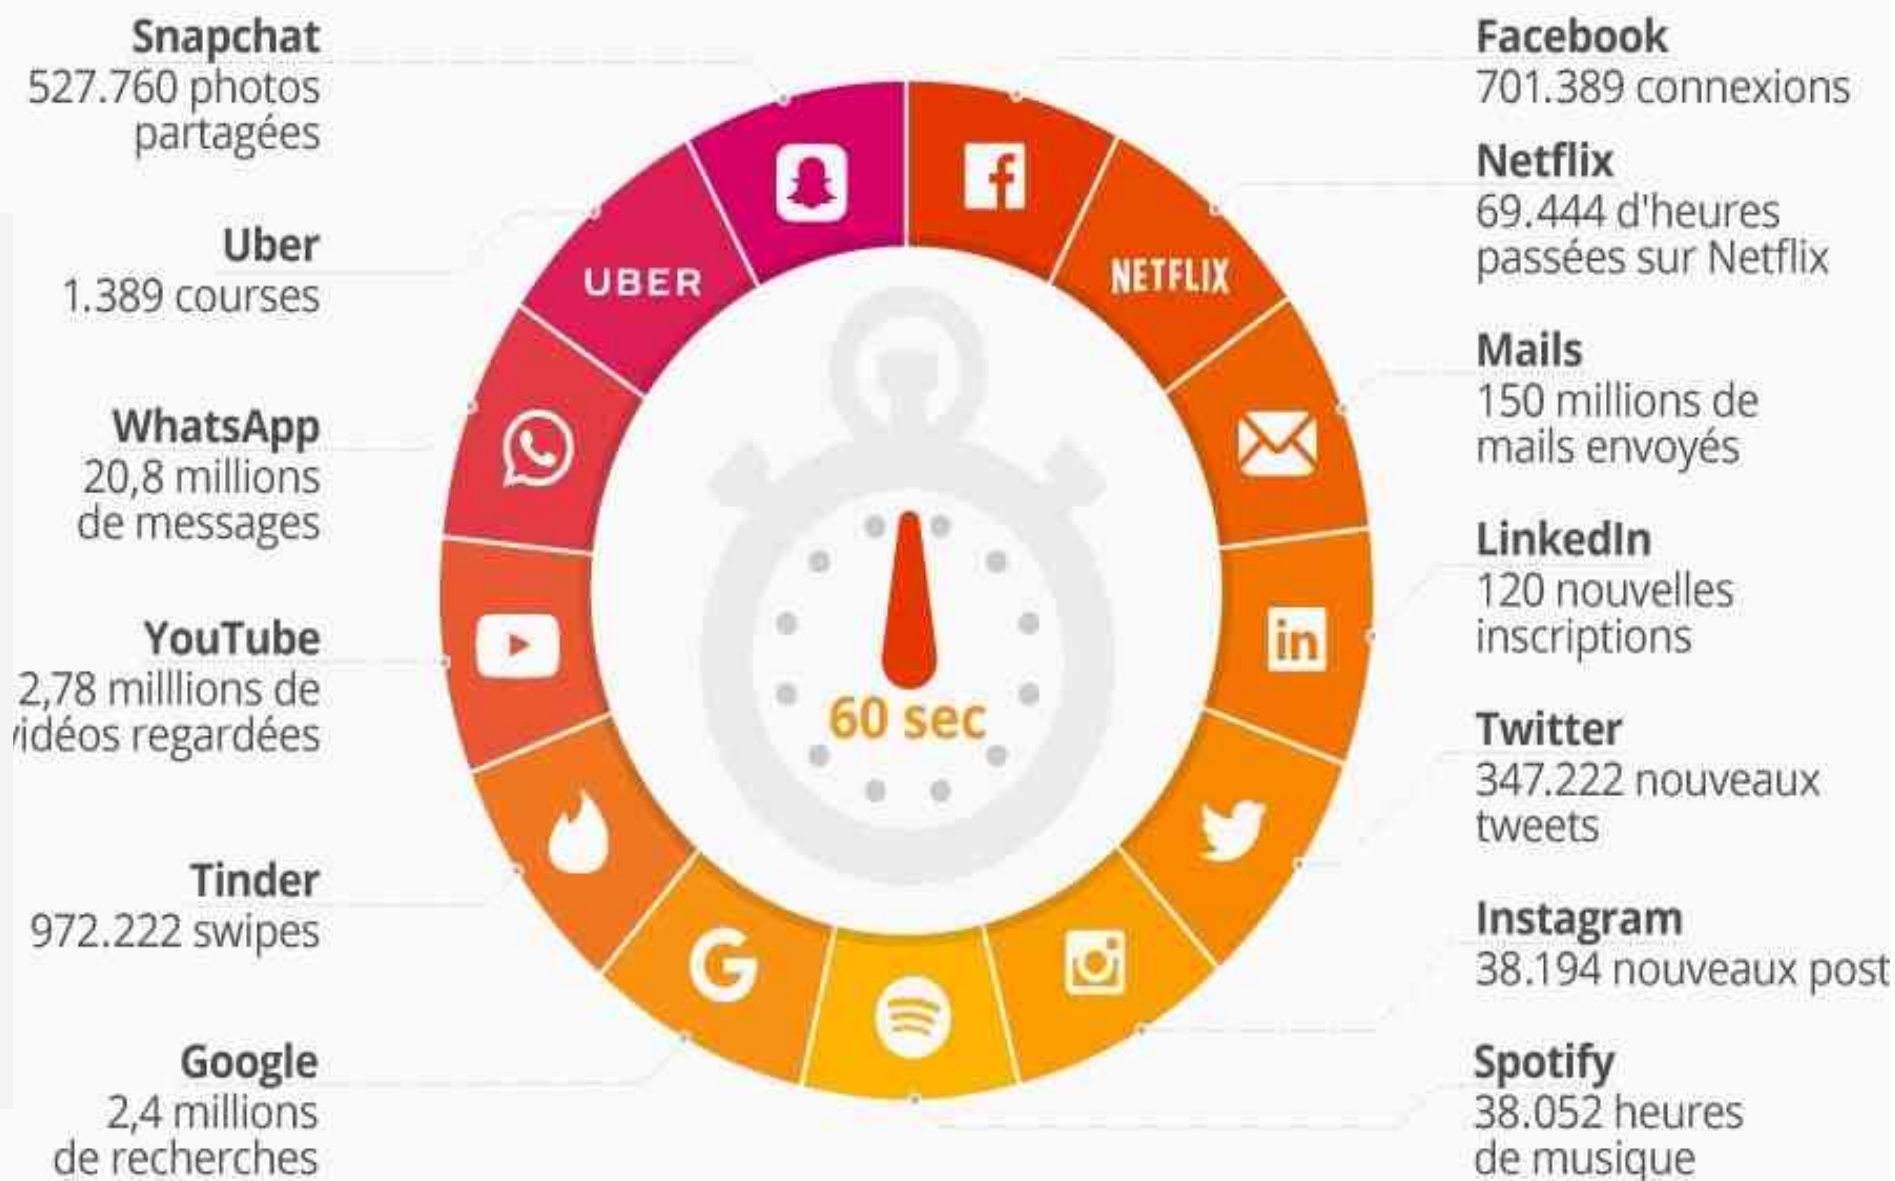 Snapchat
527.760 photos
partagées
Uber
1.389 courses
WhatsApp
20,8 millions
de messages
YouTube
2,78 milllions de
vidéos regardées
Tinder
972.222 swipes
Google
2,4 millions
de recherches
UBER
NETFLIX
in
60 sec
Facebook
701.389 connexions
Netflix
69.444 d'heures
passées sur Netflix
Mails
150 millions de
mails envoyés
LinkedIn
120 nouvelles
inscriptions
Twitter
347.222 nouveaux
tweets
Instagram
38.194 nouveaux post
Spotify
38.052 heures
de musique